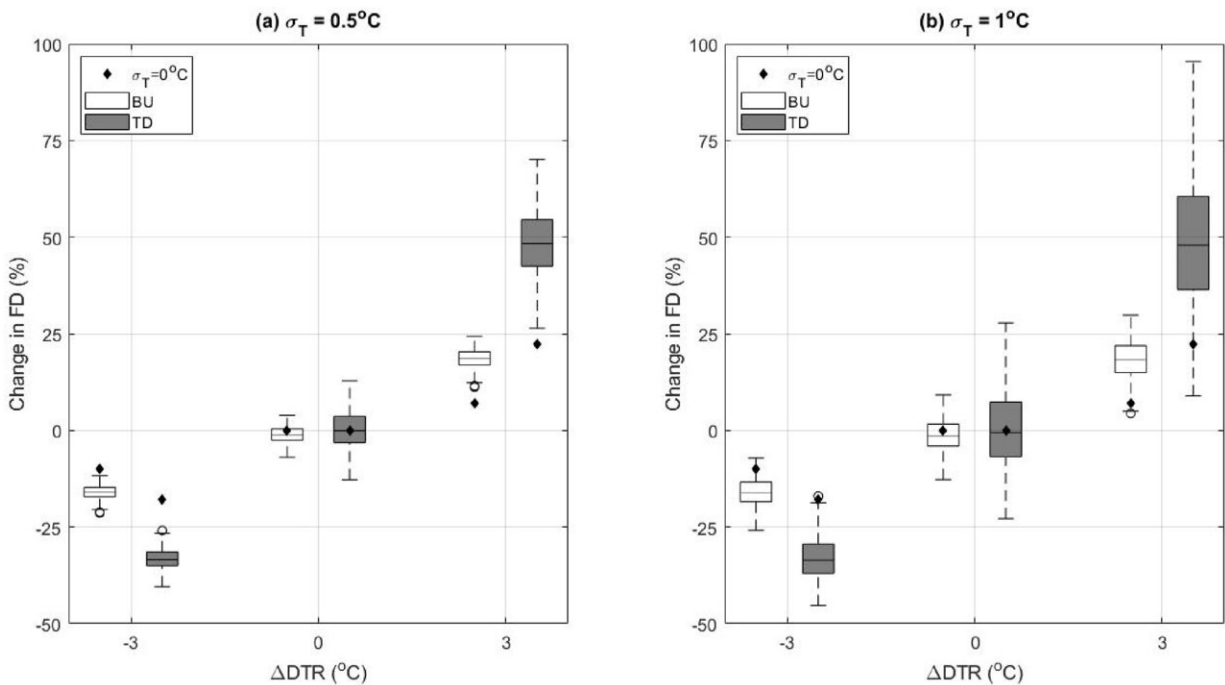 (a) σT = 0.5°C
100
75
50
25
0
-25
-50
Change in FD (%)
σT=0°C
BU
TD
-3
0
3
ΔDTR (°C)
(b) σT = 1°C
100
75
50
25
0
-25
-50
Change in FD (%)
σT=0°C
BU
TD
-3
0
3
ΔDTR (°C)